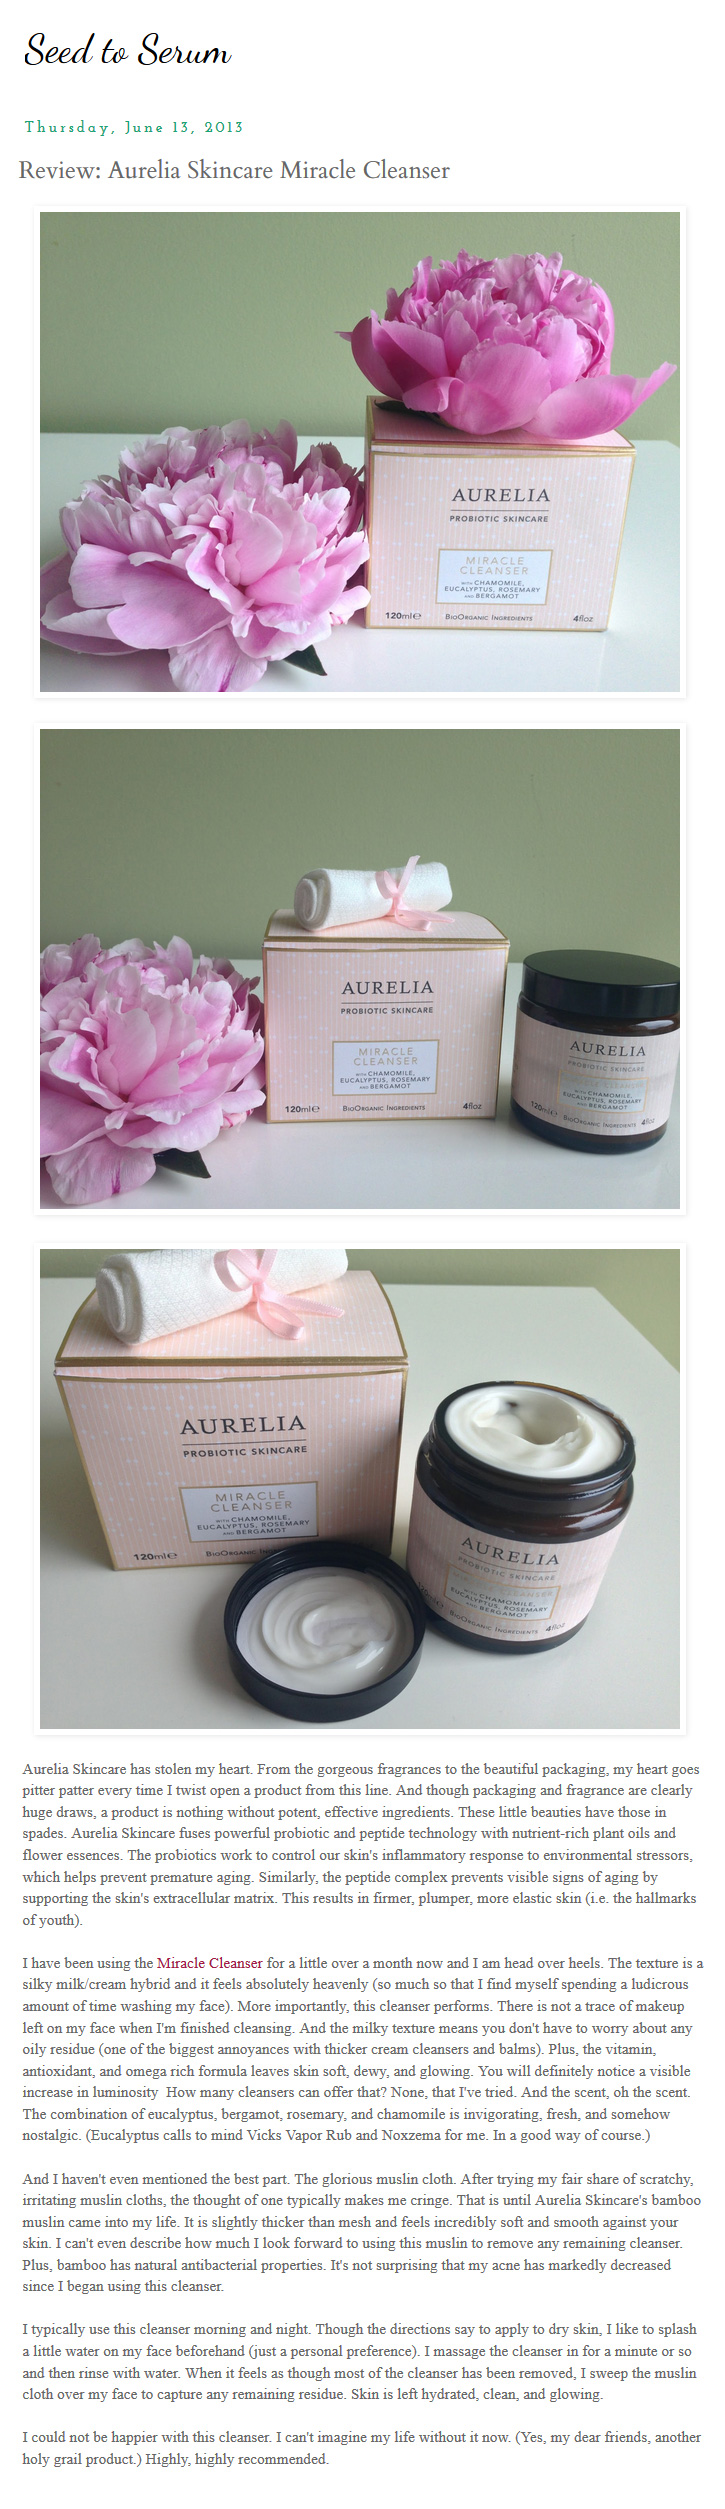 Seed to Serum
Thursday, June 13, 2013
Review: Aurelia Skincare Miracle Cleanser
AURELIA
PROBIOTIC SKINCARE
MIRACLE
CLEANSER
WITH CHAMOMILE,
EUCALYPTUS, ROSEMARY
AND BERGAMOT
120ml℮ BIOORGANIC INGREDIENTS 4floz
AURELIA
PROBIOTIC SKINCARE
MIRACLE
CLEANSER
WITH CHAMOMILE,
EUCALYPTUS, ROSEMARY
AND BERGAMOT
120ml℮ BIOORGANIC INGREDIENTS 4floz
AURELIA
PROBIOTIC SKINCARE
CLEANSER
WITH CHAMOMILE,
EUCALYPTUS, ROSEMARY
AND BERGAMOT
120ml℮ BIOORGANIC INGREDIENTS 4floz
AURELIA
PROBIOTIC SKINCARE
MIRACLE
CLEANSER
WITH CHAMOMILE,
EUCALYPTUS, ROSEMARY
AND BERGAMOT
120ml℮ BIOORGANIC
AURELIA
PROBIOTIC SKINCARE
CLEANSER
WITH CHAMOMILE,
EUCALYPTUS, ROSEMARY
AND BERGAMOT
BIOORGANIC INGREDIENTS 4floz
Aurelia Skincare has stolen my heart. From the gorgeous fragrances to the beautiful packaging, my heart goes
pitter patter every time I twist open a product from this line. And though packaging and fragrance are clearly
huge draws, a product is nothing without potent, effective ingredients. These little beauties have those in
spades. Aurelia Skincare fuses powerful probiotic and peptide technology with nutrient-rich plant oils and
flower essences. The probiotics work to control our skin's inflammatory response to environmental stressors,
which helps prevent premature aging. Similarly, the peptide complex prevents visible signs of aging by
supporting the skin's extracellular matrix. This results in firmer, plumper, more elastic skin (i.e. the hallmarks
of youth).
I have been using the Miracle Cleanser for a little over a month now and I am head over heels. The texture is a
silky milk/cream hybrid and it feels absolutely heavenly (so much so that I find myself spending a ludicrous
amount of time washing my face). More importantly, this cleanser performs. There is not a trace of makeup
left on my face when I'm finished cleansing. And the milky texture means you don't have to worry about any
oily residue (one of the biggest annoyances with thicker cream cleansers and balms). Plus, the vitamin,
antioxidant, and omega rich formula leaves skin soft, dewy, and glowing. You will definitely notice a visible
increase in luminosity  How many cleansers can offer that? None, that I've tried. And the scent, oh the scent.
The combination of eucalyptus, bergamot, rosemary, and chamomile is invigorating, fresh, and somehow
nostalgic. (Eucalyptus calls to mind Vicks Vapor Rub and Noxzema for me. In a good way of course.)
And I haven't even mentioned the best part. The glorious muslin cloth. After trying my fair share of scratchy,
irritating muslin cloths, the thought of one typically makes me cringe. That is until Aurelia Skincare's bamboo
muslin came into my life. It is slightly thicker than mesh and feels incredibly soft and smooth against your
skin. I can't even describe how much I look forward to using this muslin to remove any remaining cleanser.
Plus, bamboo has natural antibacterial properties. It's not surprising that my acne has markedly decreased
since I began using this cleanser.
I typically use this cleanser morning and night. Though the directions say to apply to dry skin, I like to splash
a little water on my face beforehand (just a personal preference). I massage the cleanser in for a minute or so
and then rinse with water. When it feels as though most of the cleanser has been removed, I sweep the muslin
cloth over my face to capture any remaining residue. Skin is left hydrated, clean, and glowing.
I could not be happier with this cleanser. I can't imagine my life without it now. (Yes, my dear friends, another
holy grail product.) Highly, highly recommended.